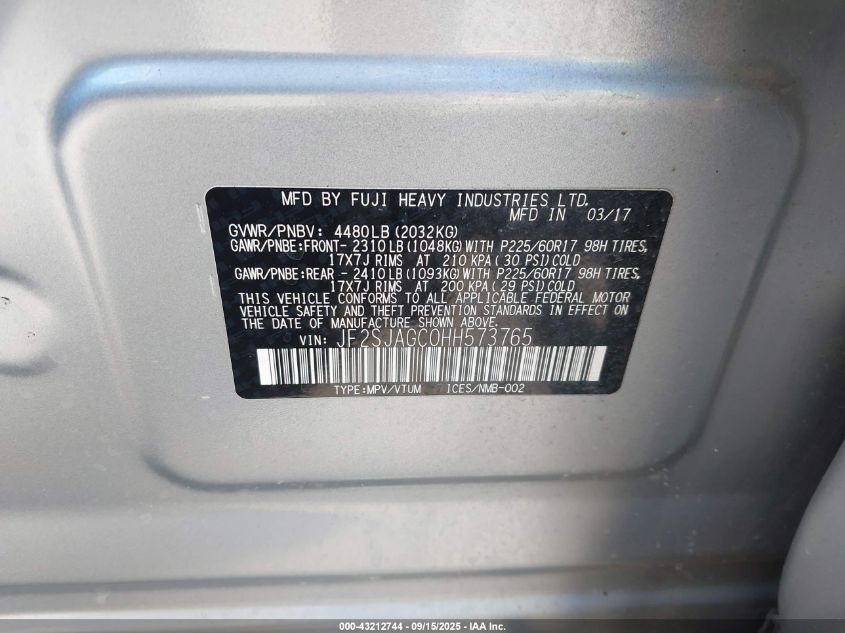 MFD BY FUJI HEAVY INDUSTRIES LTD.
MFD IN 03/17
GVWR/PNBV: 4480LB (2032KG)
GAWR/PNBE:FRONT- 2310LB (1048KG) WITH P225/60R17 98H TIRES,
17X7J RIMS AT 210 KPA (30 PSI) COLD
GAWR/PNBE:REAR - 2410LB (1093KG) WITH P225/60R17 98H TIRES,
17X7J RIMS AT 200 KPA (29 PSI) COLD
THIS VEHICLE CONFORMS TO ALL APPLICABLE FEDERAL MOTOR
VEHICLE SAFETY AND THEFT PREVENTION STANDARDS IN EFFECT ON
THE DATE OF MANUFACTURE SHOWN ABOVE.
VIN: JF2SJAGC0HH573765
TYPE:MPV/VTUM ICES/NMB-002
000-43212744 - 09/15/2025 - IAA Inc.